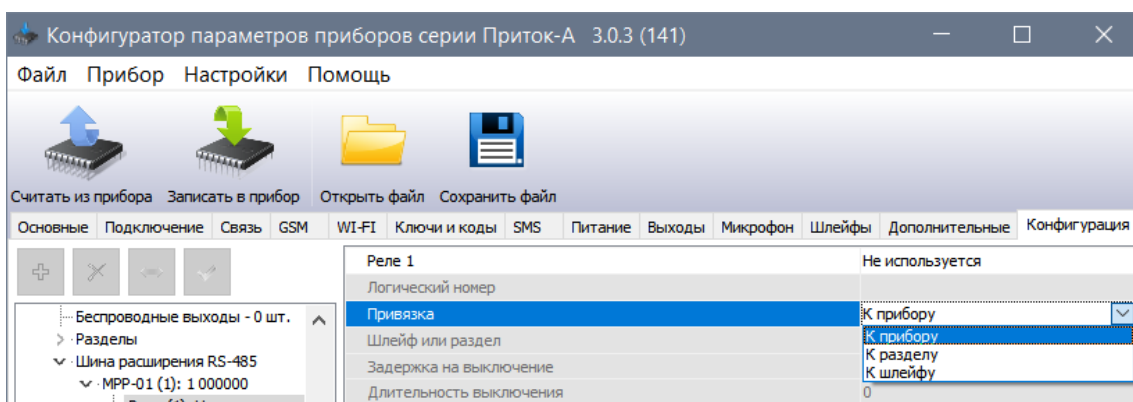 Конфигуратор параметров приборов серии Приток-А 3.0.3 (141)
Файл Прибор Настройки Помощь
Считать из прибора Записать в прибор Открыть файл Сохранить файл
Основные Подключение Связь GSM WI-FI Ключи и коды SMS Питание Выходы Микрофон Шлейфы Дополнительные Конфигурация
Беспроводные выходы - 0 шт.
Разделы
Шина расширения RS-485
МРР-01 (1): 1 000000
Реле 1 Не используется
Логический номер
Привязка К прибору
К прибору
Шлейф или раздел
К разделу
К шлейфу
Задержка на выключение
Длительность выключения 0